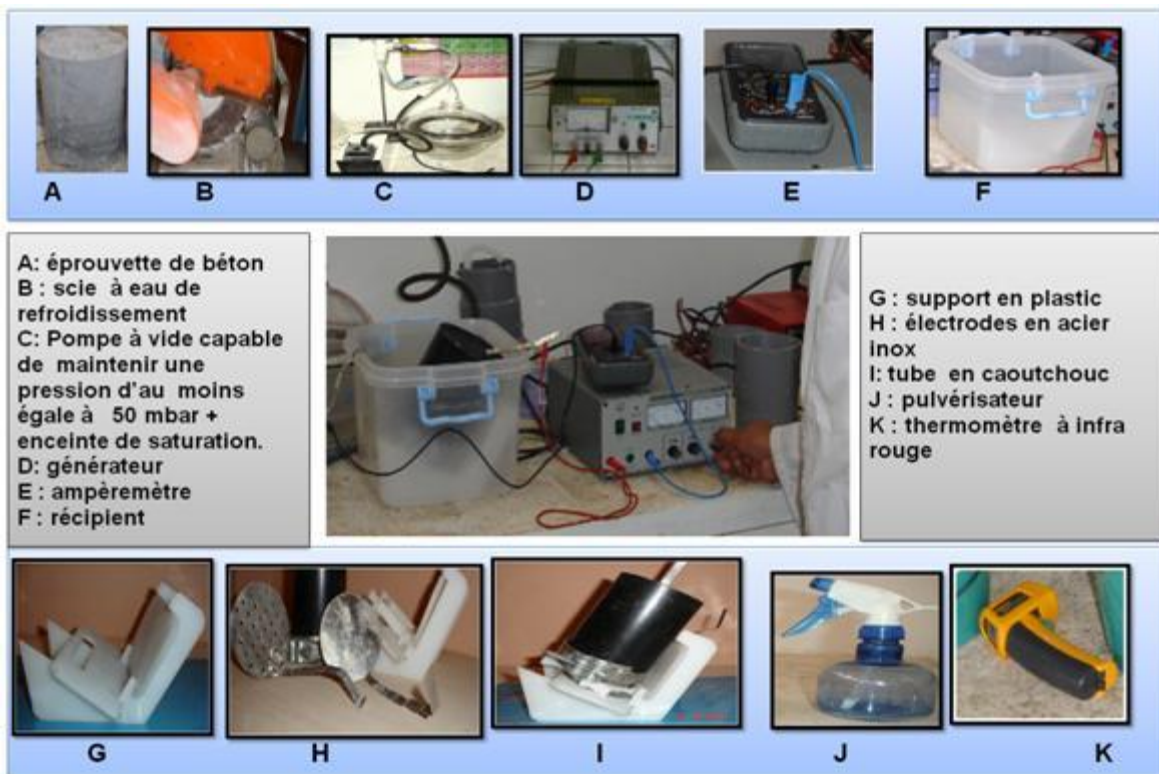 A B C D E F
A: éprouvette de béton
B : scie à eau de
refroidissement
C: Pompe à vide capable
de maintenir une
pression d'au moins
égale à 50 mbar +
enceinte de saturation.
D: générateur
E : ampèremètre
F : récipient
G : support en plastic
H : électrodes en acier
inox
I: tube en caoutchouc
J : pulvérisateur
K : thermomètre à infra
rouge
G H I J K